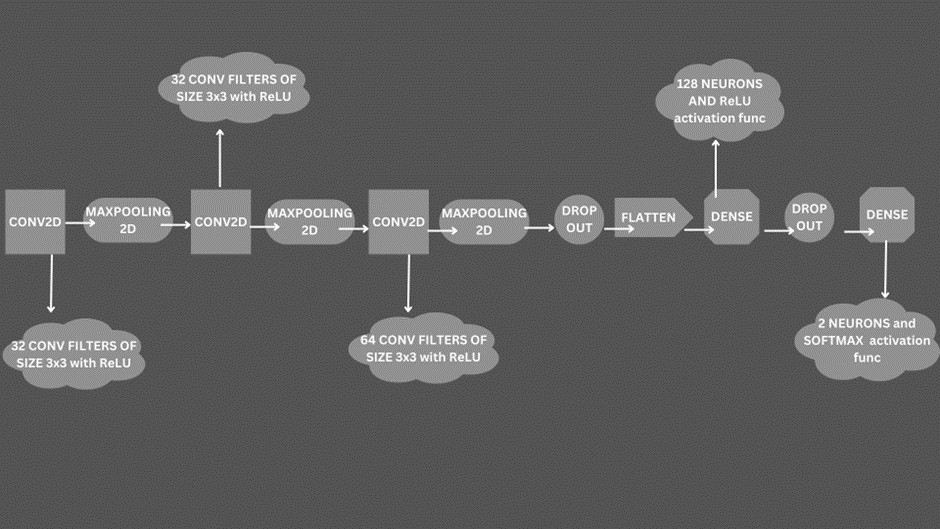 32 CONV FILTERS OF
SIZE 3x3 with ReLU
128 NEURONS
AND ReLU
activation func
CONV2D
MAXPOOLING
2D
CONV2D
MAXPOOLING
2D
CONV2D
MAXPOOLING
2D
DROP
OUT
FLATTEN
DENSE
DROP
OUT
DENSE
32 CONV FILTERS OF
SIZE 3x3 with ReLU
64 CONV FILTERS OF
SIZE 3x3 with ReLU
2 NEURONS and
SOFTMAX activation
func